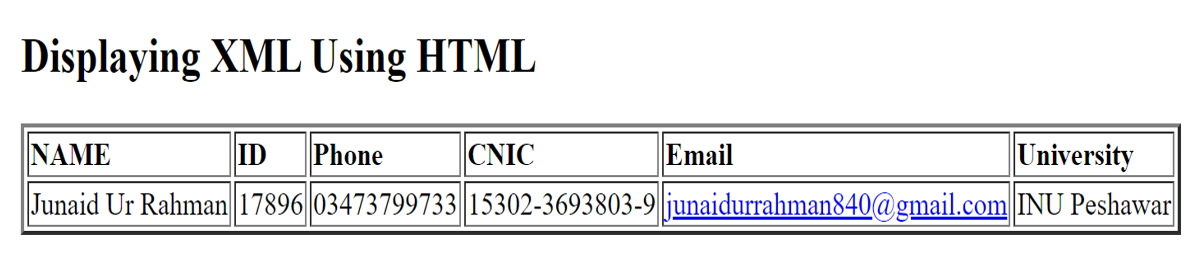 Displaying XML Using HTML
NAME ID Phone CNIC Email University
Junaid Ur Rahman 17896 03473799733 15302-3693803-9 junaidurrahman840@gmail.com INU Peshawar